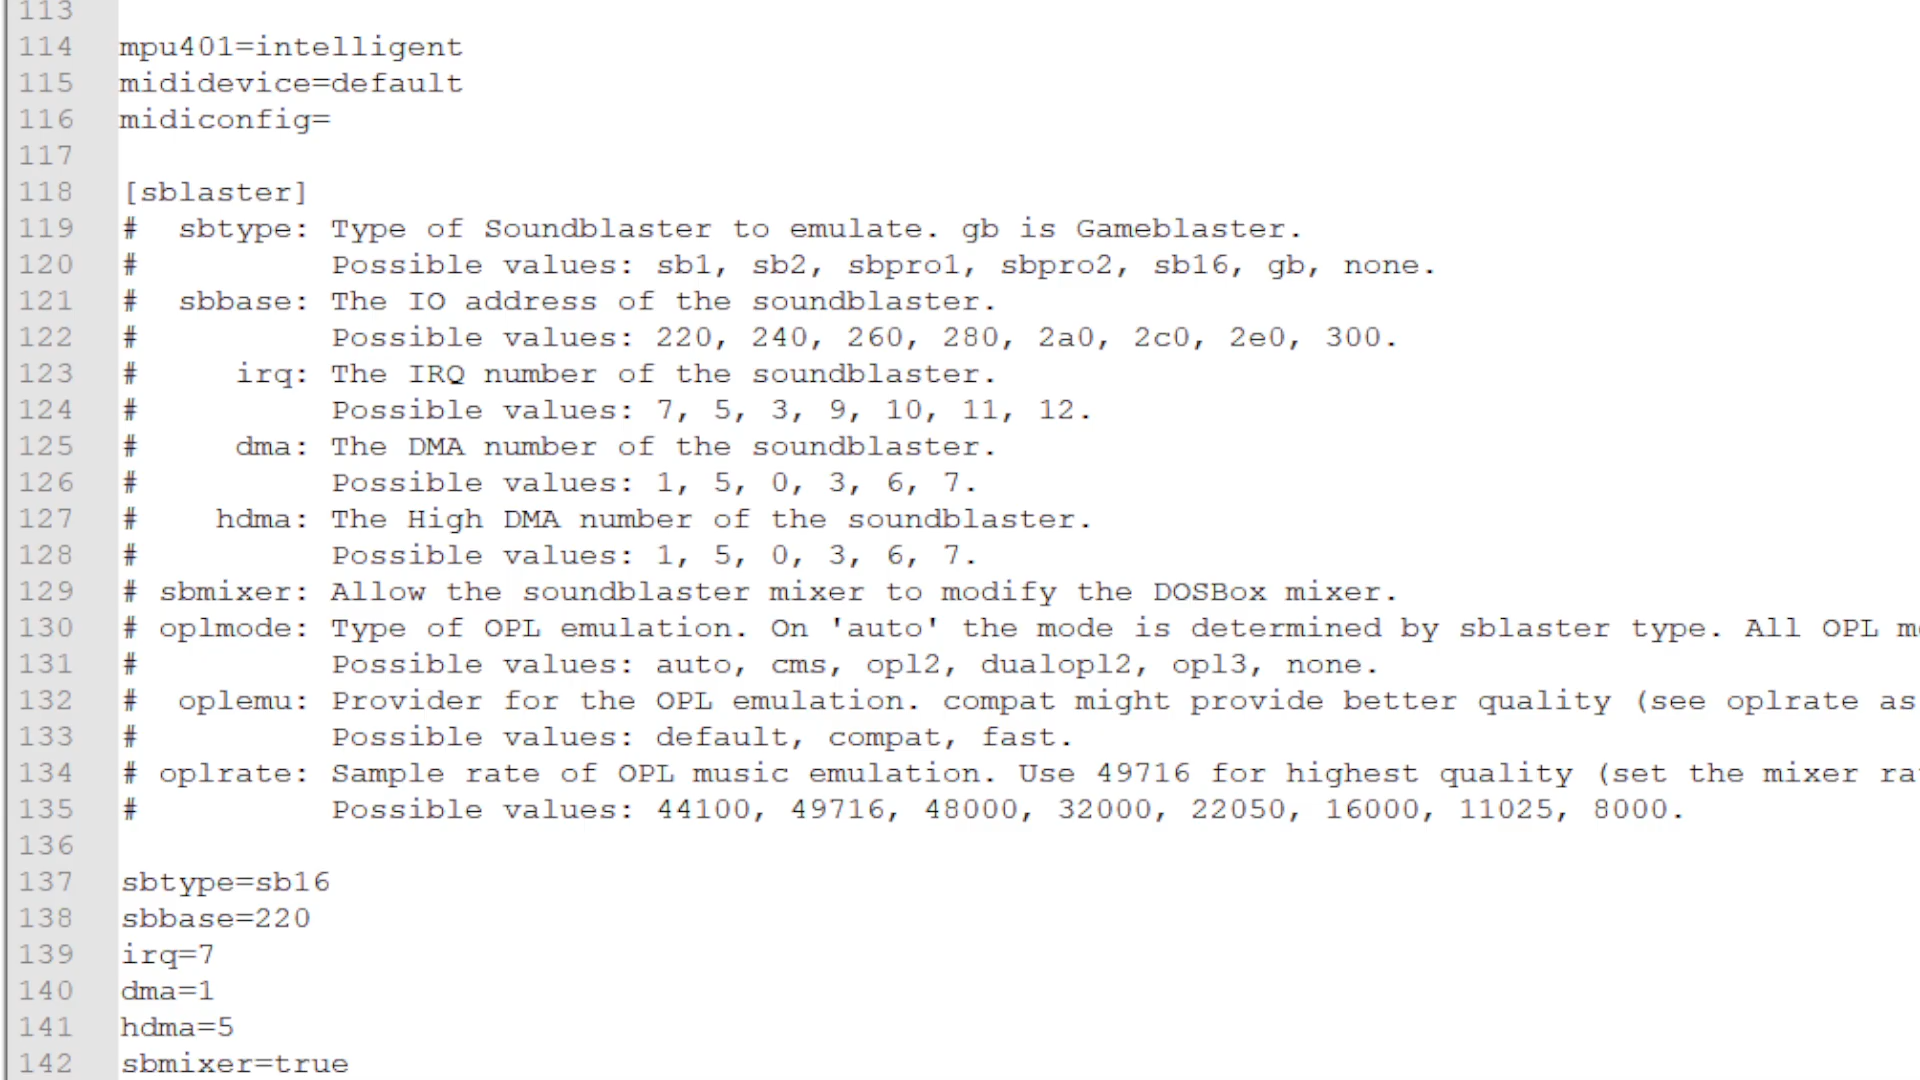 113
114 mpu401=intelligent
115 mididevice=default
116 midiconfig=
117
118 [sblaster]
119 #  sbtype: Type of Soundblaster to emulate. gb is Gameblaster.
120 #          Possible values: sb1, sb2, sbpro1, sbpro2, sb16, gb, none.
121 #  sbbase: The IO address of the soundblaster.
122 #          Possible values: 220, 240, 260, 280, 2a0, 2c0, 2e0, 300.
123 #     irq: The IRQ number of the soundblaster.
124 #          Possible values: 7, 5, 3, 9, 10, 11, 12.
125 #     dma: The DMA number of the soundblaster.
126 #          Possible values: 1, 5, 0, 3, 6, 7.
127 #    hdma: The High DMA number of the soundblaster.
128 #          Possible values: 1, 5, 0, 3, 6, 7.
129 # sbmixer: Allow the soundblaster mixer to modify the DOSBox mixer.
130 # oplmode: Type of OPL emulation. On 'auto' the mode is determined by sblaster type. All OPL
131 #          Possible values: auto, cms, opl2, dualopl2, opl3, none.
132 #  oplemu: Provider for the OPL emulation. compat might provide better quality (see oplrate as
133 #          Possible values: default, compat, fast.
134 # oplrate: Sample rate of OPL music emulation. Use 49716 for highest quality (set the mixer
135 #          Possible values: 44100, 49716, 48000, 32000, 22050, 16000, 11025, 8000.
136
137 sbtype=sb16
138 sbbase=220
139 irq=7
140 dma=1
141 hdma=5
142 sbmixer=true